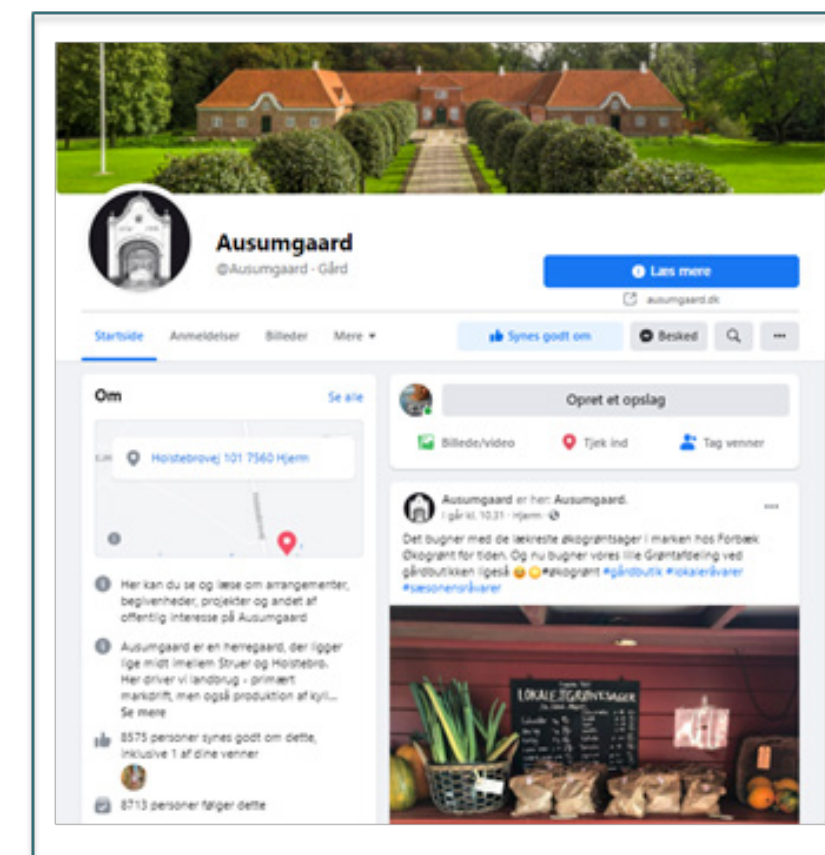 Ausumgaard
@Ausumgaard · Gård
Læs mere
ausumgaard.dk
Startside Anmeldelser Billeder Mere
Synes godt om Besked
Om Se alle
Holstebrovej 101 7560 Hjerm
Her kan du se og læse om arrangementer,
begivenheder, projekter og andet af
offentlig interesse på Ausumgaard
Ausumgaard er en herregaard, der ligger
lige midt imellem Struer og Holstebro.
Her driver vi landbrug - primært
markdrift, men også produktion af kyll...
Se mere
8575 personer synes godt om dette,
inklusive 1 af dine venner
8713 personer følger dette
Opret et opslag
Billede/video Tjek ind Tag venner
Ausumgaard er her: Ausumgaard.
I går kl. 10.31 · Hjerm ·
Det bugner med de lækreste økogrøntsager i marken hos Forbæk
Økogrønt for tiden. Og nu bugner vores lille Grøntafdeling ved
gårdbutikken ligeså #økogrønt #gårdbutik #lokaleråvarer
#sæsonensråvarer
LOKALE GRØNTSAGER